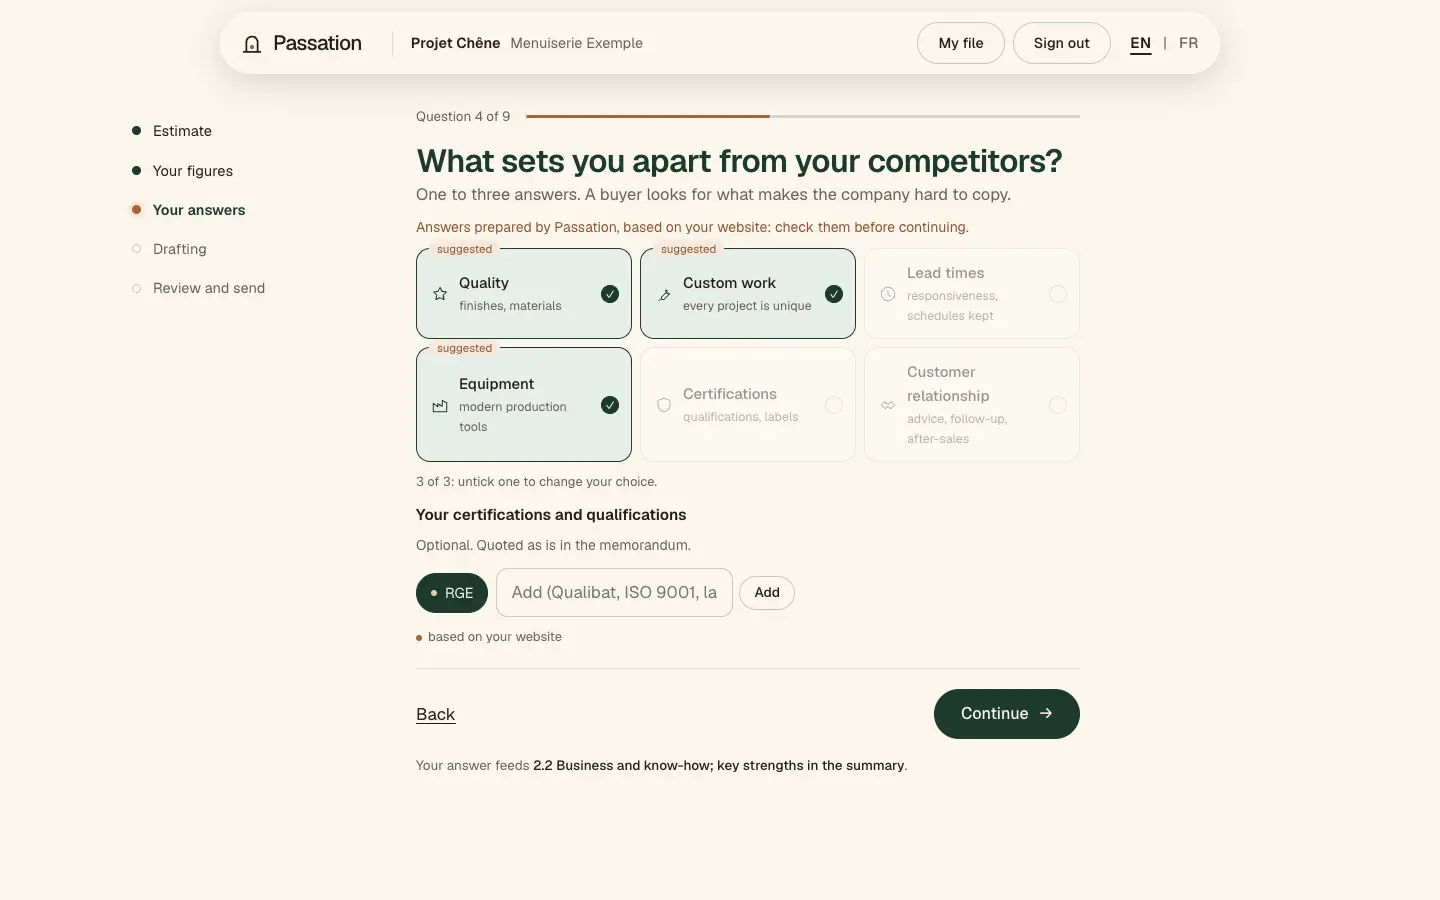 Passation
Projet Chêne Menuiserie Exemple
My file
Sign out
EN | FR
Estimate
Your figures
Your answers
Drafting
Review and send
Question 4 of 9
What sets you apart from your competitors?
One to three answers. A buyer looks for what makes the company hard to copy.
Answers prepared by Passation, based on your website: check them before continuing.
suggested
Quality
finishes, materials
suggested
Custom work
every project is unique
Lead times
responsiveness,
schedules kept
suggested
Equipment
modern production
tools
Certifications
qualifications, labels
Customer
relationship
advice, follow-up,
after-sales
3 of 3: untick one to change your choice.
Your certifications and qualifications
Optional. Quoted as is in the memorandum.
RGE
Add (Qualibat, ISO 9001, la
Add
based on your website
Back
Continue →
Your answer feeds 2.2 Business and know-how; key strengths in the summary.